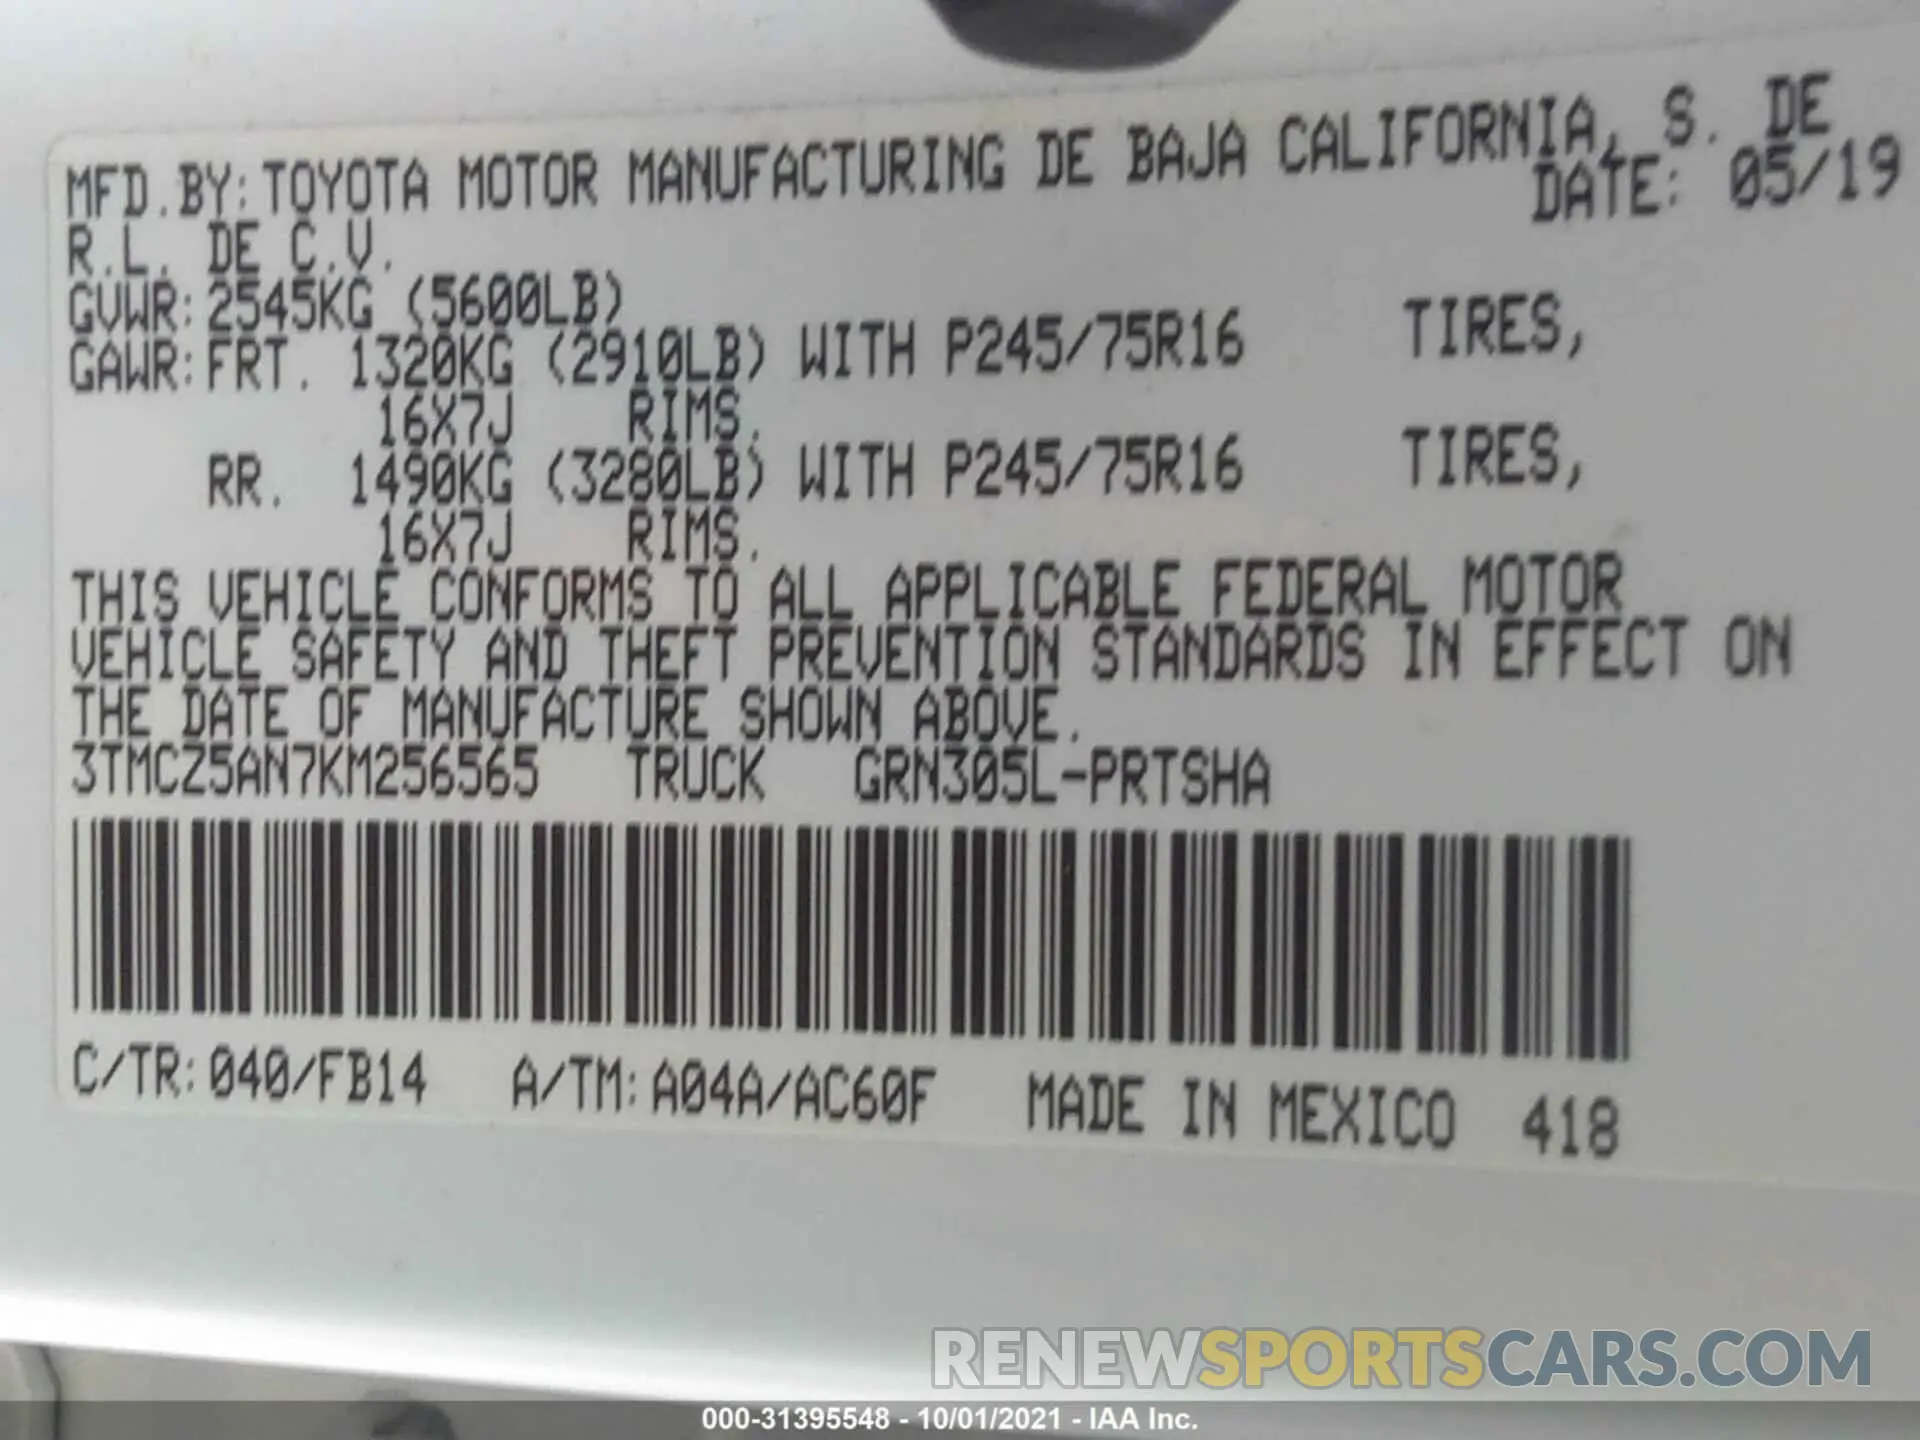 MFD.BY:TOYOTA MOTOR MANUFACTURING DE BAJA CALIFORNIA, S. DE
R.L. DE C.V.
DATE: 05/19
GVWR:2545KG (5600LB)
GAWR:FRT. 1320KG (2910LB) WITH P245/75R16 TIRES,
16X7J RIMS.
RR. 1490KG (3280LB) WITH P245/75R16 TIRES,
16X7J RIMS.
THIS VEHICLE CONFORMS TO ALL APPLICABLE FEDERAL MOTOR
VEHICLE SAFETY AND THEFT PREVENTION STANDARDS IN EFFECT ON
THE DATE OF MANUFACTURE SHOWN ABOVE.
3TMCZ5AN7KM256565 TRUCK GRN305L-PRTSHA
C/TR:040/FB14 A/TM:A04A/AC60F MADE IN MEXICO 418
RENEWSPORTSCARS.COM
000-31395548 - 10/01/2021 - IAA Inc.